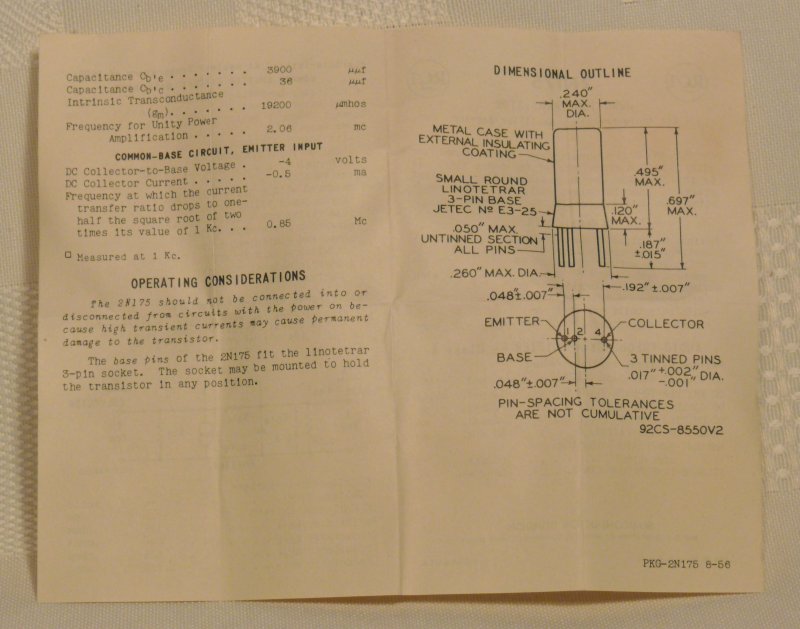 Capacitance Cb'e . . . . . . . 3900 μμf
Capacitance Cb'c . . . . . . . 36 μμf
Intrinsic Transconductance
(gm). . . . . . . 19200 μmhos
Frequency for Unity Power
Amplification . . . . . 2.06 mc
COMMON-BASE CIRCUIT, EMITTER INPUT
DC Collector-to-Base Voltage . -4 volts
DC Collector Current . . . . . -0.5 ma
Frequency at which the current
transfer ratio drops to one-
half the square root of two
times its value of 1 Kc. . . 0.85 Mc
□ Measured at 1 Kc.
OPERATING CONSIDERATIONS
The 2N175 should not be connected into or
disconnected from circuits with the power on be-
cause high transient currents may cause permanent
damage to the transistor.
The base pins of the 2N175 fit the linotetrar
3-pin socket. The socket may be mounted to hold
the transistor in any position.
DIMENSIONAL OUTLINE
.240"
MAX.
DIA.
METAL CASE WITH
EXTERNAL INSULATING
COATING
SMALL ROUND
LINOTETRAR
3-PIN BASE
JETEC Nº E3-25
.495"
MAX.
.697"
MAX.
.120"
MAX.
.050" MAX.
UNTINNED SECTION
ALL PINS
.187"
±.015"
.260" MAX. DIA.
.048"±.007"
.192"±.007"
EMITTER
COLLECTOR
1 2 4
BASE
3 TINNED PINS
.017" +.002" -.001" DIA.
.048"±.007"
PIN-SPACING TOLERANCES
ARE NOT CUMULATIVE
92CS-8550V2
PKG-2N175 8-56